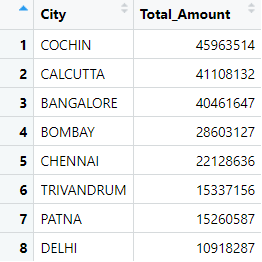 City Total_Amount
1 COCHIN 45963514
2 CALCUTTA 41108132
3 BANGALORE 40461647
4 BOMBAY 28603127
5 CHENNAI 22128636
6 TRIVANDRUM 15337156
7 PATNA 15260587
8 DELHI 10918287